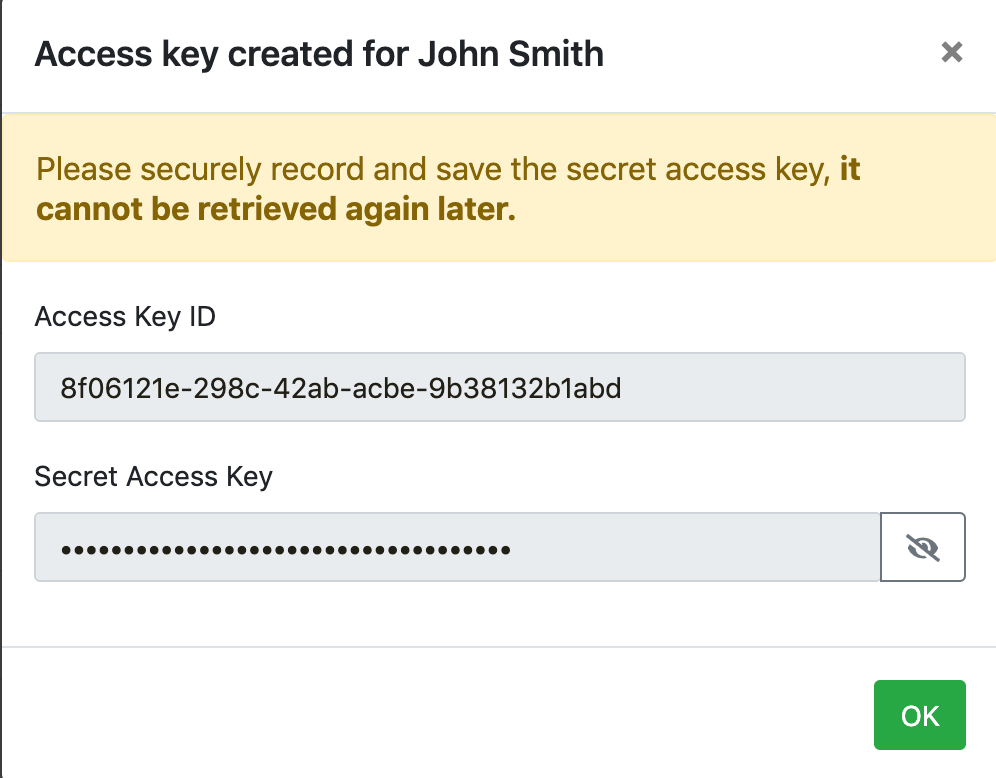 Access key created for John Smith
Please securely record and save the secret access key, it
cannot be retrieved again later.
Access Key ID
8f06121e-298c-42ab-acbe-9b38132b1abd
Secret Access Key
••••••••••••••••••••••••••••••••••••
OK